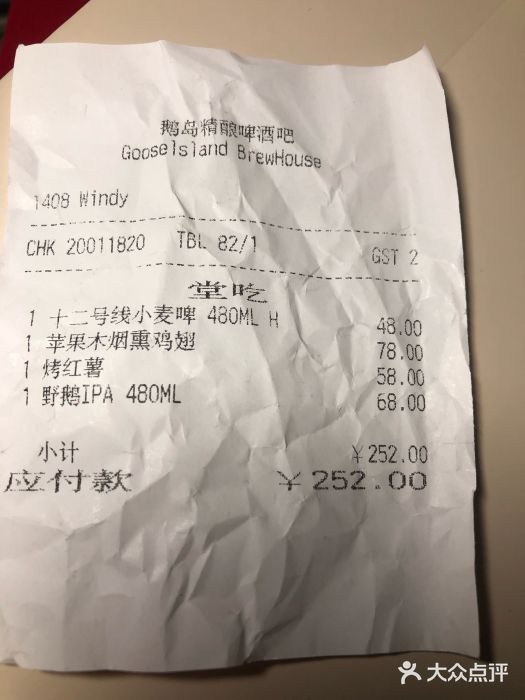 鹅岛精酿啤酒吧
GooseIsland BrewHouse
1408 Windy
CHK 20011820 TBL 82/1 GST 2
堂吃
1 十二号线小麦啤 480ML H 48.00
1 苹果木烟熏鸡翅 78.00
1 烤红薯 58.00
1 野鹅IPA 480ML 68.00
小计 ¥252.00
应付款 ¥252.00
大众点评